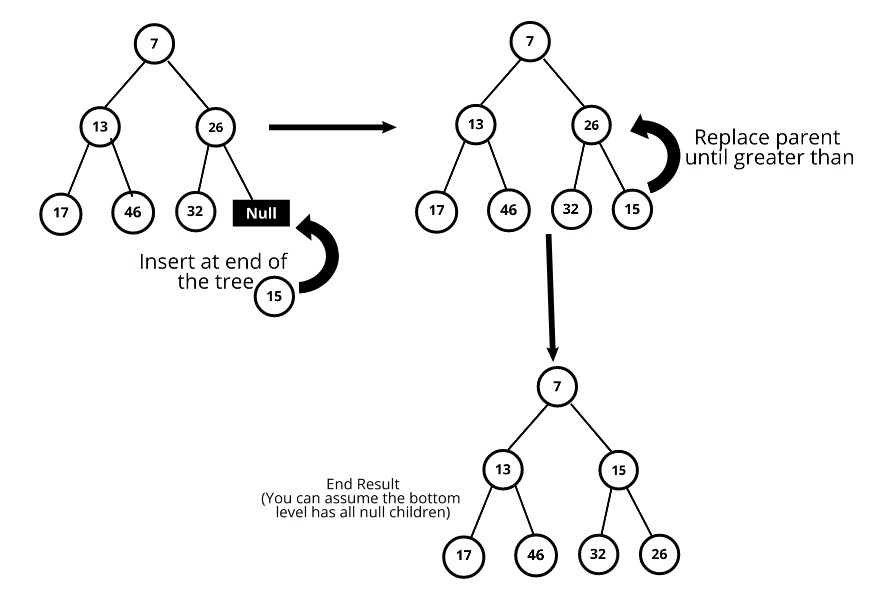 7
7
13
26
13
26
Replace parent
until greater than
17
46
32
Null
17
46
32
15
Insert at end of
the tree
15
7
13
15
End Result
(You can assume the bottom
level has all null children)
17
46
32
26